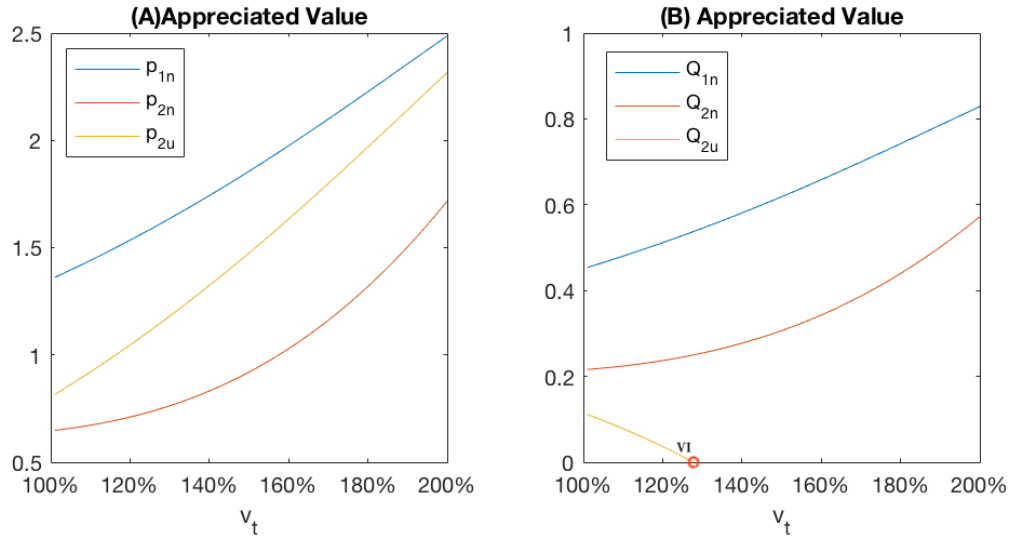 (A)Appreciated Value
2.5
p1n
p2n
p2u
2
1.5
1
0.5
100% 120% 140% 160% 180% 200%
vt
(B) Appreciated Value
1
Q1n
Q2n
Q2u
0.8
0.6
0.4
0.2
VI
0
100% 120% 140% 160% 180% 200%
vt